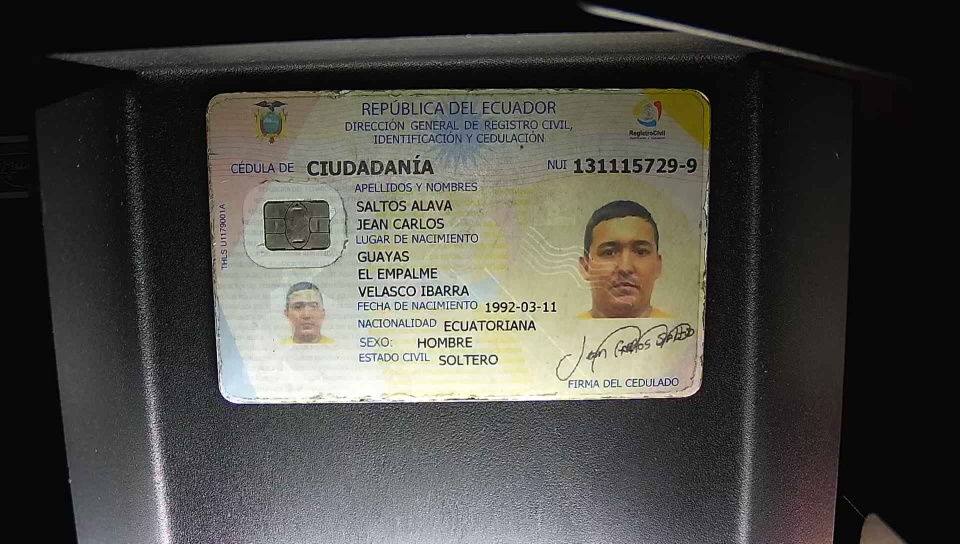 REPÚBLICA DEL ECUADOR
DIRECCIÓN GENERAL DE REGISTRO CIVIL,
IDENTIFICACIÓN Y CEDULACIÓN
RegistroCivil
CÉDULA DE CIUDADANÍA
NUI 131115729-9
APELLIDOS Y NOMBRES
SALTOS ALAVA
JEAN CARLOS
LUGAR DE NACIMIENTO
GUAYAS
EL EMPALME
VELASCO IBARRA
FECHA DE NACIMIENTO 1992-03-11
NACIONALIDAD ECUATORIANA
SEXO: HOMBRE
ESTADO CIVIL SOLTERO
Jean Carlos
FIRMA DEL CEDULADO